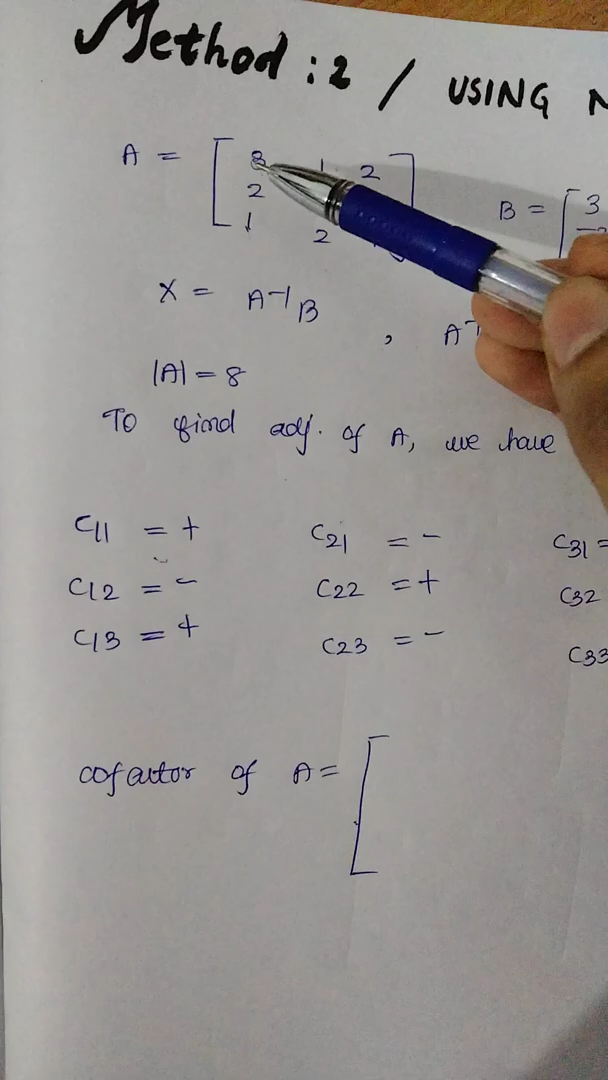 Method : 2 / USING
A = [ 3 1 2
2
1 2
B = [ 3
X = A⁻¹B , A⁻
|A| = 8
To find adj. of A, we have
C11 = + C21 = - C31 =
C12 = - C22 = + C32
C13 = + C23 = - C33
cofactor of A = [